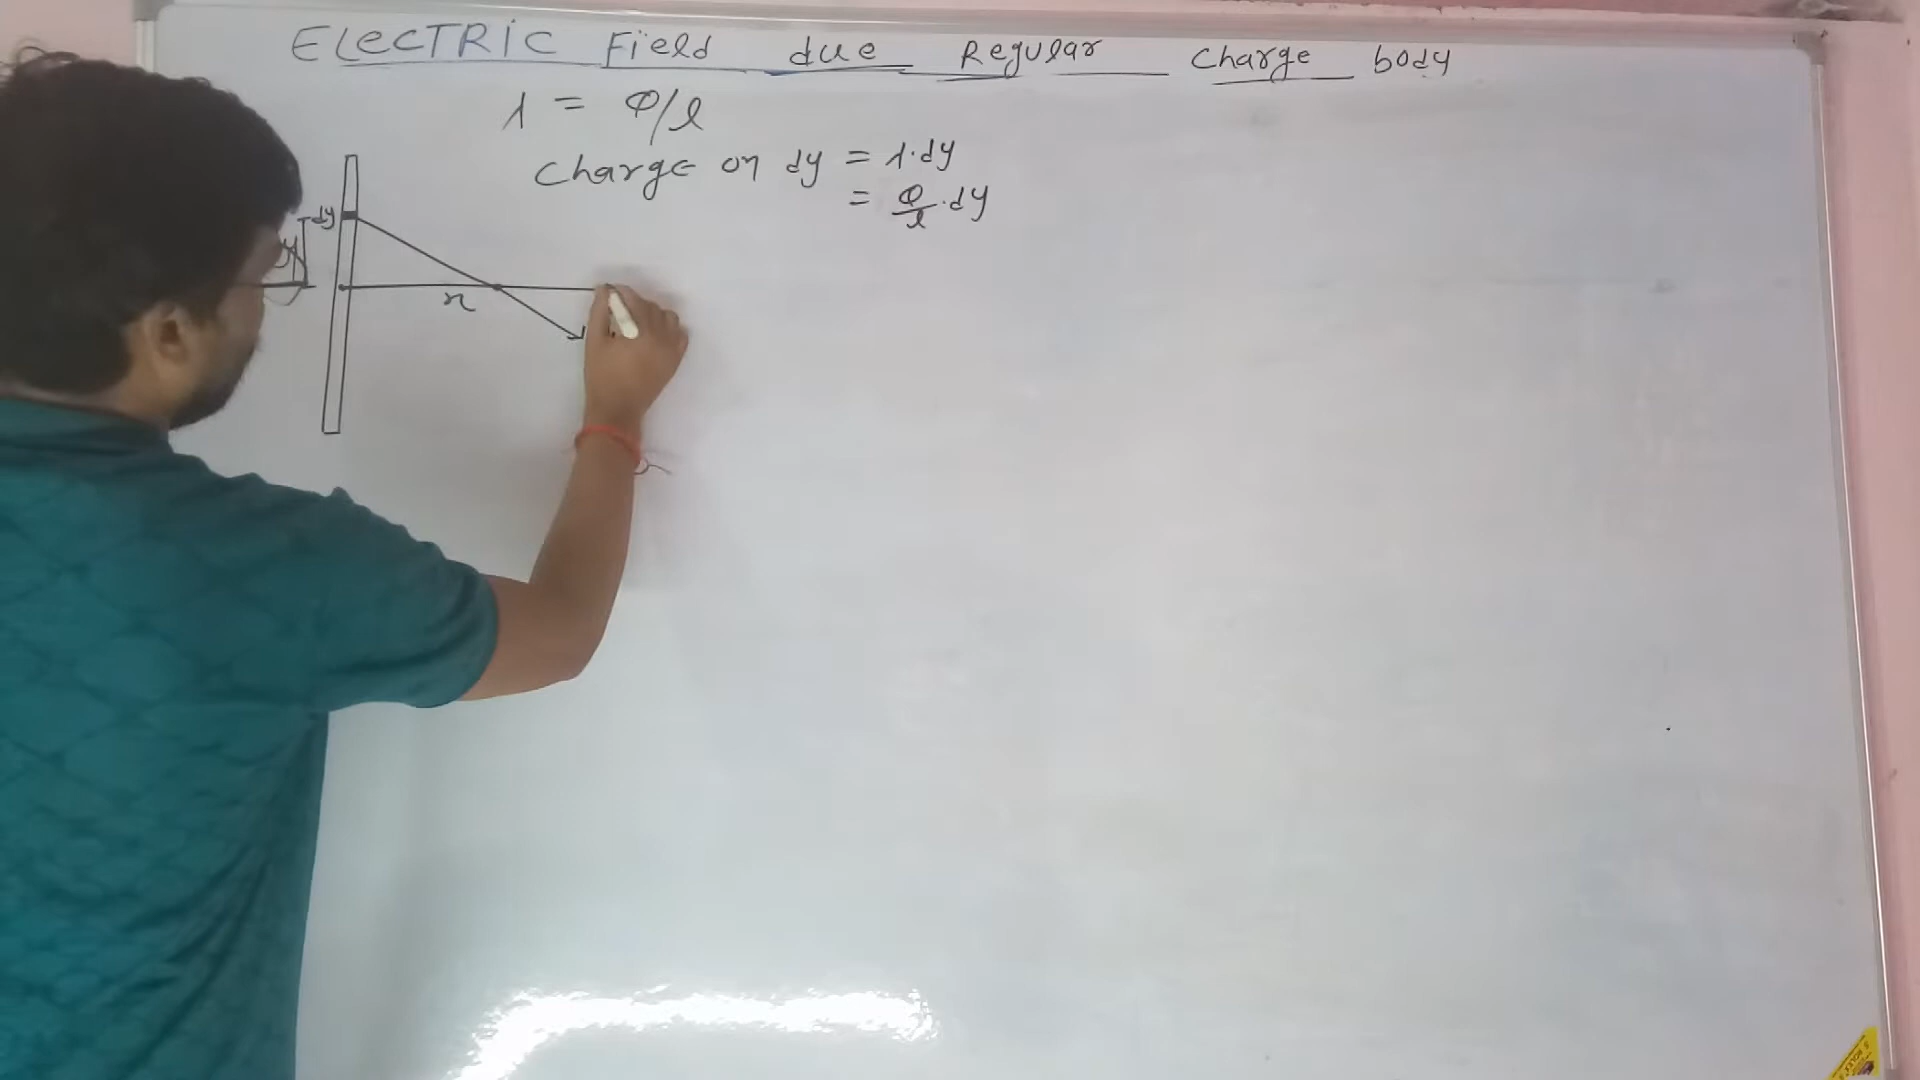 ELECTRIC Field due Regular Charge body
λ = Q/l
Charge on dy = λ.dy
= Q/l .dy
dy
y
x